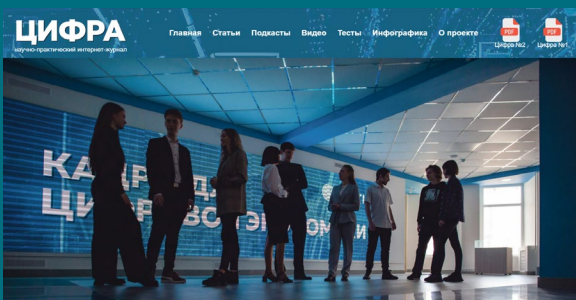 ЦИФРА
научно-практический интернет-журнал
Главная Статьи Подкасты Видео Тесты Инфографика О проекте
PDF PDF
Цифра №2 Цифра №1